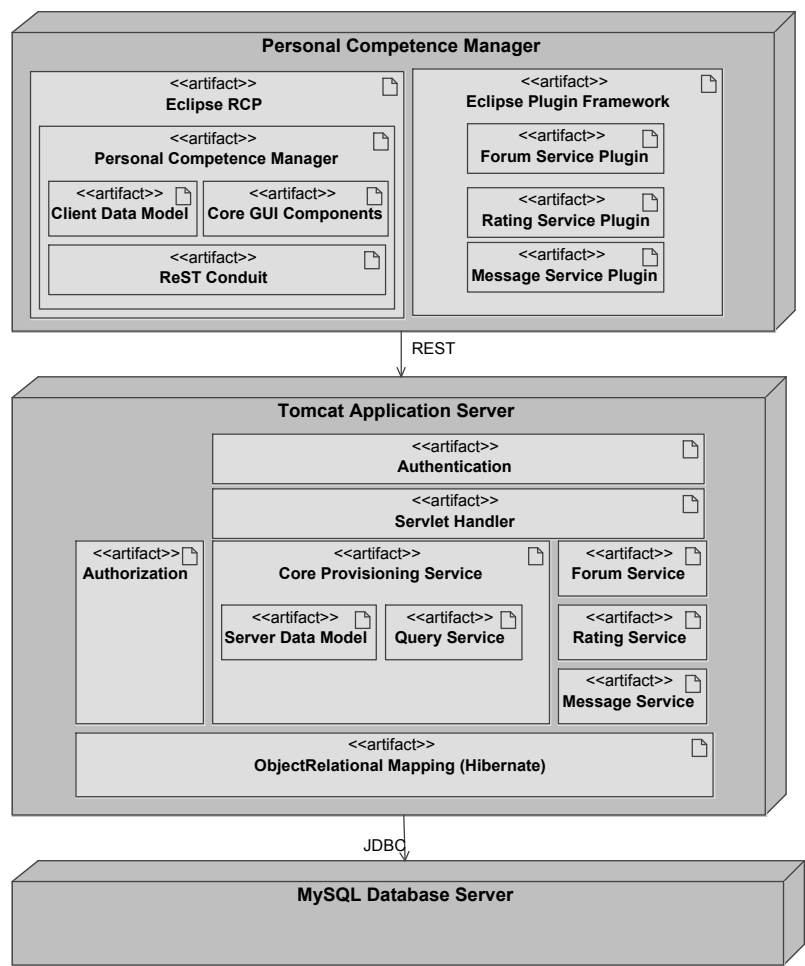 Personal Competence Manager
<<artifact>>
Eclipse RCP
<<artifact>>
Personal Competence Manager
<<artifact>>
Client Data Model
<<artifact>>
Core GUI Components
<<artifact>>
ReST Conduit
<<artifact>>
Eclipse Plugin Framework
<<artifact>>
Forum Service Plugin
<<artifact>>
Rating Service Plugin
<<artifact>>
Message Service Plugin
REST
Tomcat Application Server
<<artifact>>
Authentication
<<artifact>>
Servlet Handler
<<artifact>>
Authorization
<<artifact>>
Core Provisioning Service
<<artifact>>
Server Data Model
<<artifact>>
Query Service
<<artifact>>
Forum Service
<<artifact>>
Rating Service
<<artifact>>
Message Service
<<artifact>>
ObjectRelational Mapping (Hibernate)
JDBC
MySQL Database Server